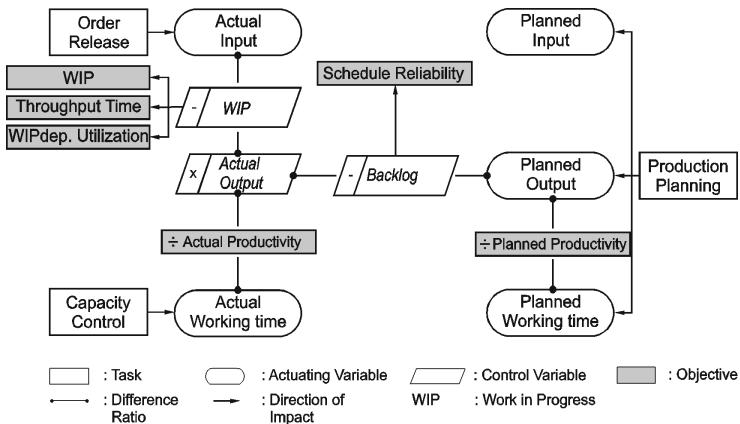 Order
Release
Actual
Input
Planned
Input
Schedule Reliability
WIP
Throughput Time
WIPdep. Utilization
- WIP
x Actual
Output
- Backlog
Planned
Output
Production
Planning
÷ Actual Productivity
÷ Planned Productivity
Capacity
Control
Actual
Working time
Planned
Working time
: Task
: Actuating Variable
: Control Variable
: Objective
: Difference
Ratio
: Direction of
Impact
WIP : Work in Progress